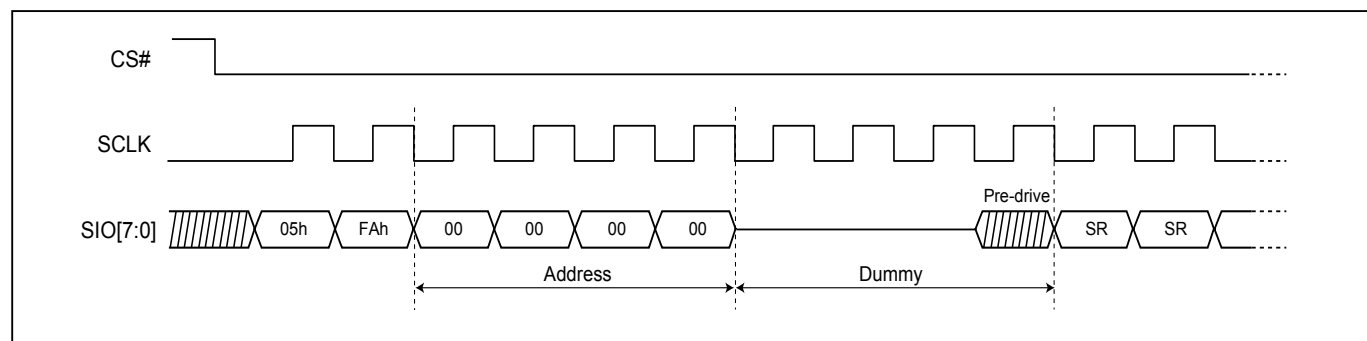 CS#
SCLK
Pre-drive
SIO[7:0] 05h FAh 00 00 00 00 SR SR
Address Dummy